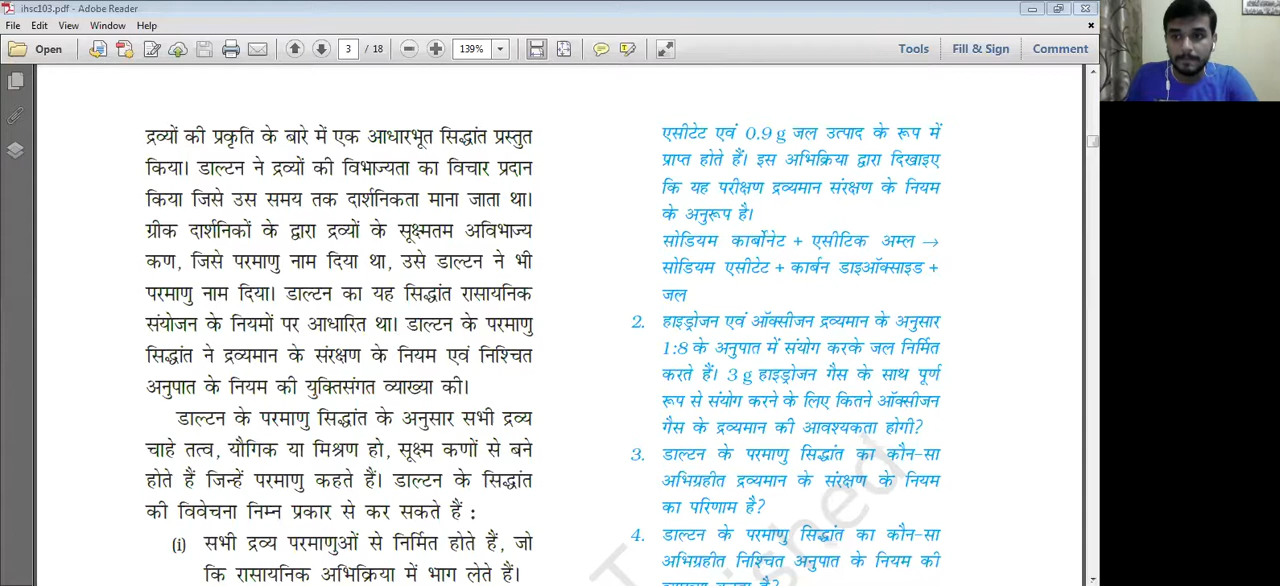 ihsc103.pdf - Adobe Reader
File Edit View Window Help
Open 3 / 18 139% Tools Fill & Sign Comment
द्रव्यों की प्रकृति के बारे में एक आधारभूत सिद्धांत प्रस्तुत
किया। डाल्टन ने द्रव्यों की विभाज्यता का विचार प्रदान
किया जिसे उस समय तक दार्शनिकता माना जाता था।
ग्रीक दार्शनिकों के द्वारा द्रव्यों के सूक्ष्मतम अविभाज्य
कण, जिसे परमाणु नाम दिया था, उसे डाल्टन ने भी
परमाणु नाम दिया। डाल्टन का यह सिद्धांत रासायनिक
संयोजन के नियमों पर आधारित था। डाल्टन के परमाणु
सिद्धांत ने द्रव्यमान के संरक्षण के नियम एवं निश्चित
अनुपात के नियम की युक्तिसंगत व्याख्या की।
डाल्टन के परमाणु सिद्धांत के अनुसार सभी द्रव्य
चाहे तत्व, यौगिक या मिश्रण हो, सूक्ष्म कणों से बने
होते हैं जिन्हें परमाणु कहते हैं। डाल्टन के सिद्धांत
की विवेचना निम्न प्रकार से कर सकते हैं :
(i) सभी द्रव्य परमाणुओं से निर्मित होते हैं, जो
कि रासायनिक अभिक्रिया में भाग लेते हैं।
एसीटेट एवं 0.9 g जल उत्पाद के रूप में
प्राप्त होते हैं। इस अभिक्रिया द्वारा दिखाइए
कि यह परीक्षण द्रव्यमान संरक्षण के नियम
के अनुरूप है।
सोडियम कार्बोनेट + एसीटिक अम्ल →
सोडियम एसीटेट + कार्बन डाइऑक्साइड +
जल
2. हाइड्रोजन एवं ऑक्सीजन द्रव्यमान के अनुसार
1:8 के अनुपात में संयोग करके जल निर्मित
करते हैं। 3 g हाइड्रोजन गैस के साथ पूर्ण
रूप से संयोग करने के लिए कितने ऑक्सीजन
गैस के द्रव्यमान की आवश्यकता होगी?
3. डाल्टन के परमाणु सिद्धांत का कौन-सा
अभिग्रहीत द्रव्यमान के संरक्षण के नियम
का परिणाम है?
4. डाल्टन के परमाणु सिद्धांत का कौन-सा
अभिग्रहीत निश्चित अनुपात के नियम की